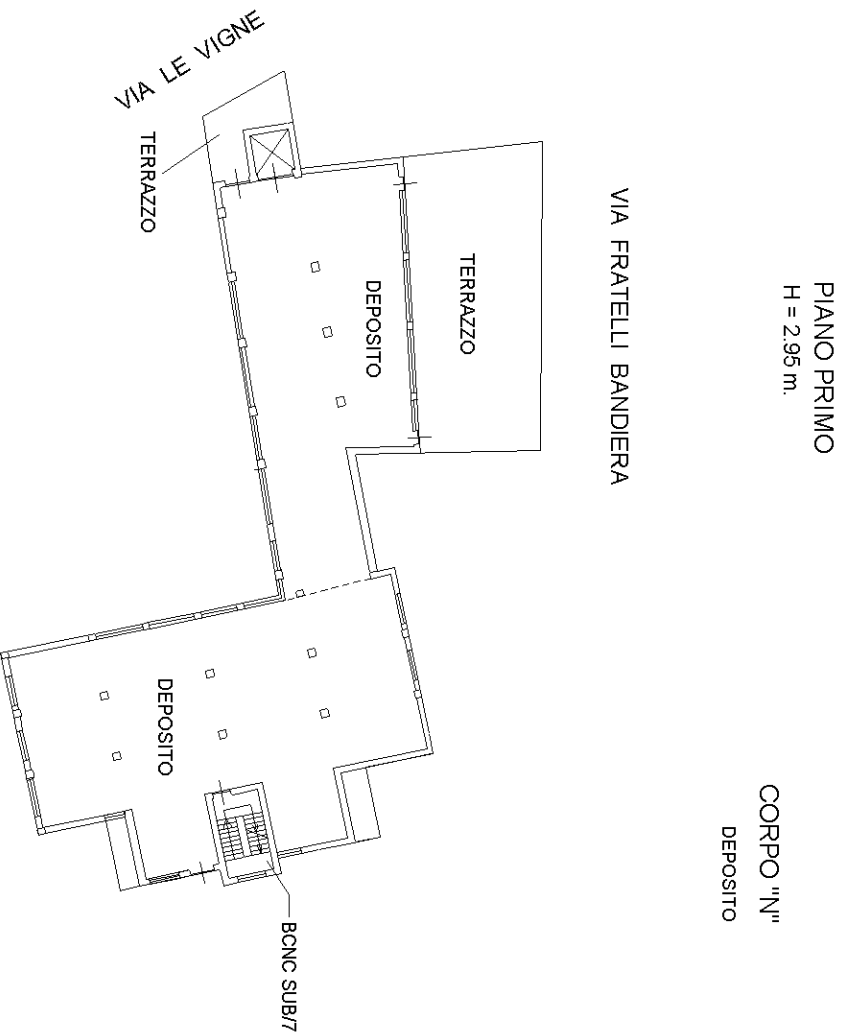 PIANO PRIMO
H = 2.95 m.
CORPO "N"
DEPOSITO
VIA FRATELLI BANDIERA
TERRAZZO
DEPOSITO
VIA LE VIGNE
TERRAZZO
DEPOSITO
BCNC SUB/7